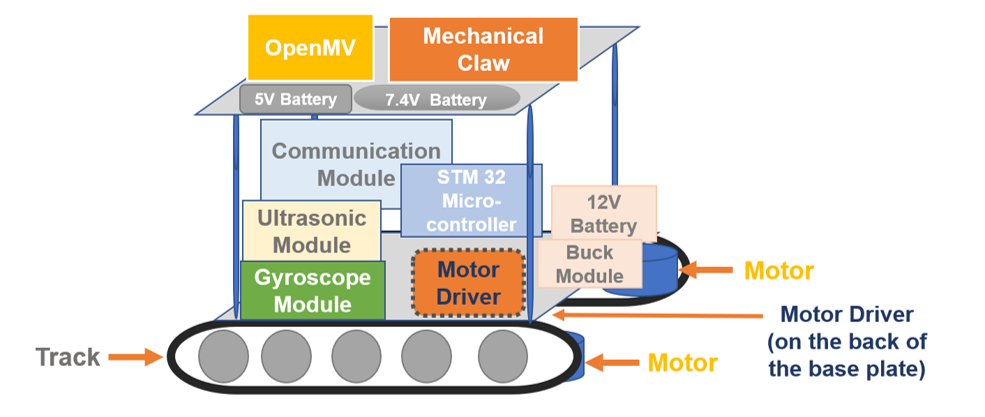 OpenMV
Mechanical
Claw
5V Battery
7.4V Battery
Communication
Module
STM 32
Micro-
controller
12V
Battery
Ultrasonic
Module
Buck
Module
Gyroscope
Module
Motor
Driver
Motor
Motor Driver
(on the back of
the base plate)
Track
Motor